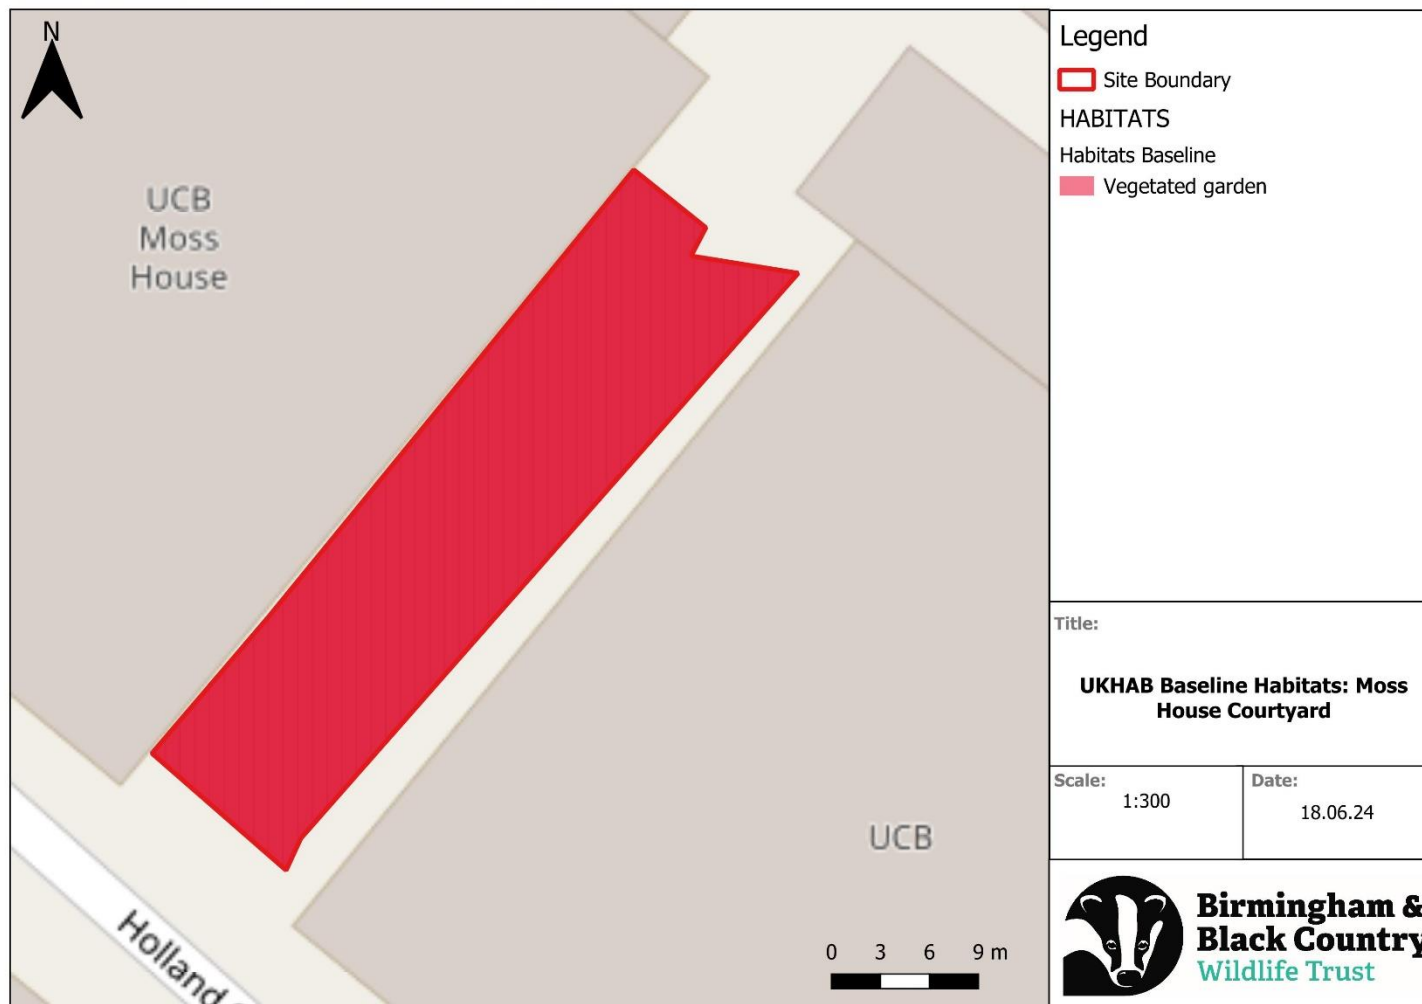 N
UCB
Moss
House
UCB
Holland
0 3 6 9 m
Legend
Site Boundary
HABITATS
Habitats Baseline
Vegetated garden
Title:
UKHAB Baseline Habitats: Moss
House Courtyard
Scale:
1:300
Date:
18.06.24
Birmingham &
Black Country
Wildlife Trust